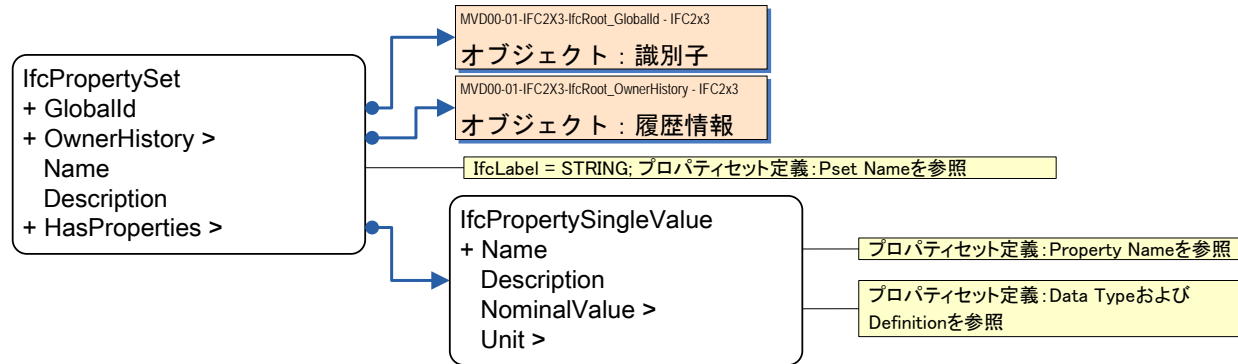 MVD00-01-IFC2X3-IfcRoot_GlobalId - IFC2x3
オブジェクト：識別子
MVD00-01-IFC2X3-IfcRoot_OwnerHistory - IFC2x3
オブジェクト：履歴情報
IfcPropertySet
+ GlobalId
+ OwnerHistory >
Name
Description
+ HasProperties >
IfcLabel = STRING; プロパティセット定義：Pset Nameを参照
IfcPropertySingleValue
+ Name
Description
NominalValue >
Unit >
プロパティセット定義：Property Nameを参照
プロパティセット定義：Data Typeおよび
Definitionを参照